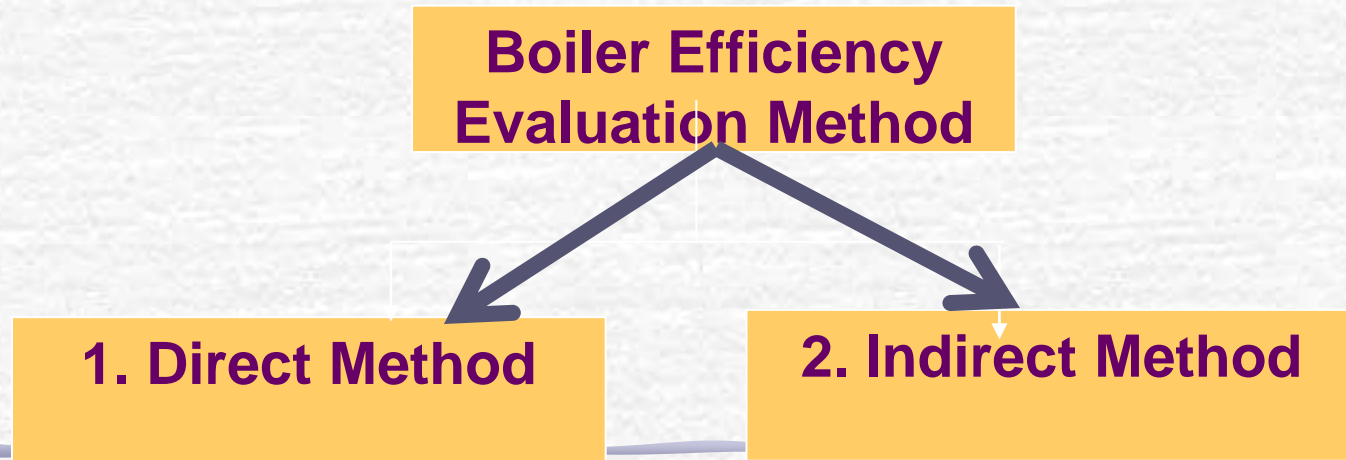 Boiler Efficiency
Evaluation Method
1. Direct Method
2. Indirect Method